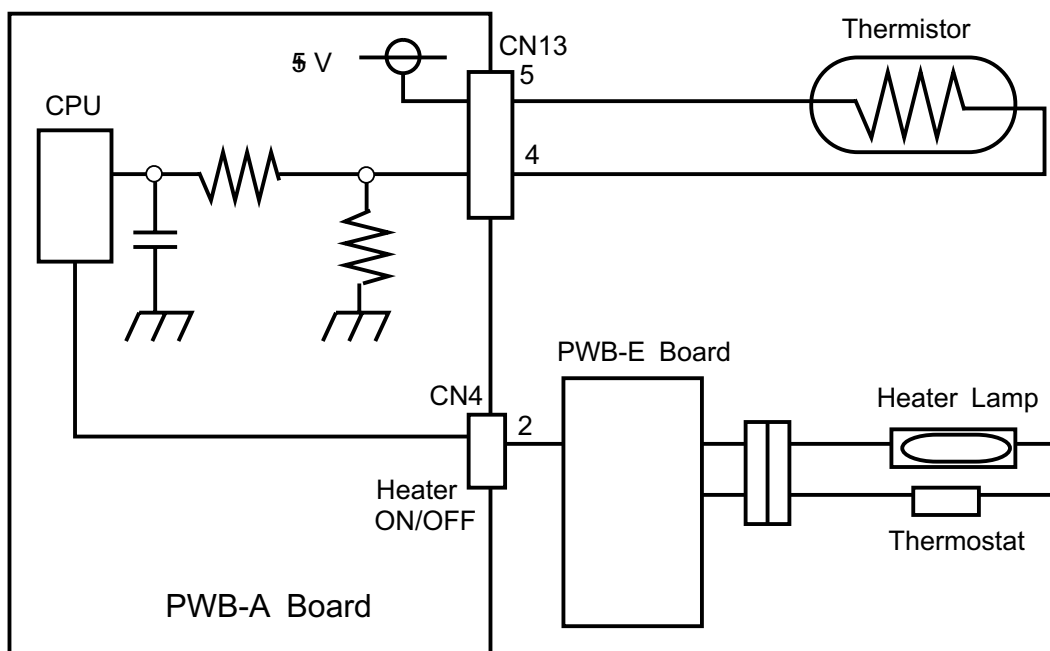 Thermistor
CN13
5 V
5
CPU
4
PWB-E Board
CN4
2
Heater Lamp
Heater
ON/OFF
Thermostat
PWB-A Board